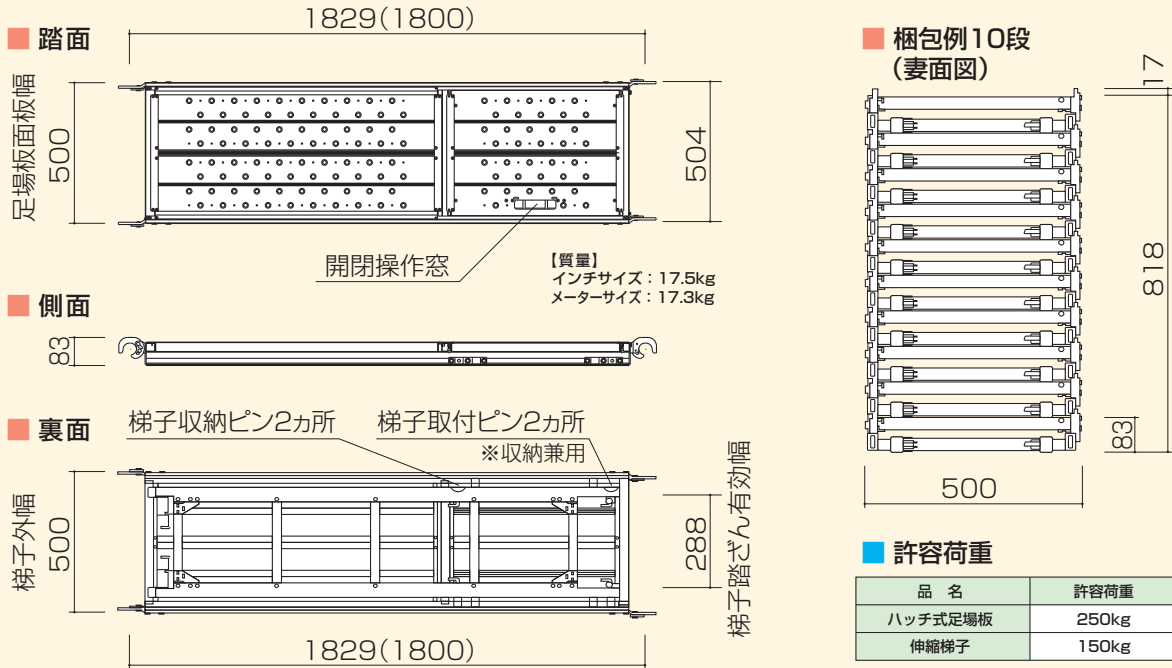 踏面
1829(1800)
足場板面板幅
500
504
開閉操作窓
【質量】
インチサイズ：17.5kg
メーターサイズ：17.3kg
側面
83
裏面
梯子収納ピン2ヵ所
梯子取付ピン2ヵ所
※収納兼用
梯子外幅
500
288
梯子踏ざん有効幅
1829(1800)
梱包例10段
（妻面図）
17
818
83
500
許容荷重
品 名 許容荷重
ハッチ式足場板 250kg
伸縮梯子 150kg